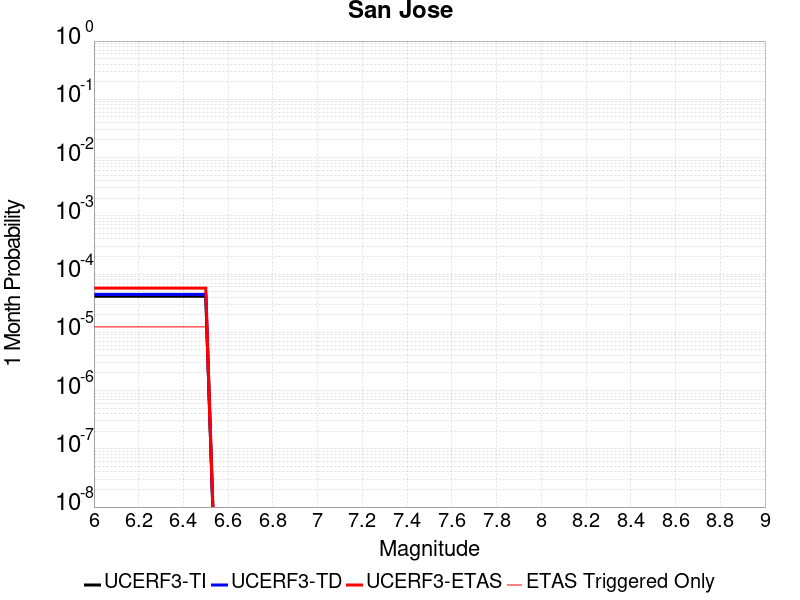 San Jose
10^0
10^-1
10^-2
10^-3
10^-4
10^-5
10^-6
10^-7
10^-8
1 Month Probability
6 6.2 6.4 6.6 6.8 7 7.2 7.4 7.6 7.8 8 8.2 8.4 8.6 8.8 9
Magnitude
UCERF3-TI UCERF3-TD UCERF3-ETAS ETAS Triggered Only